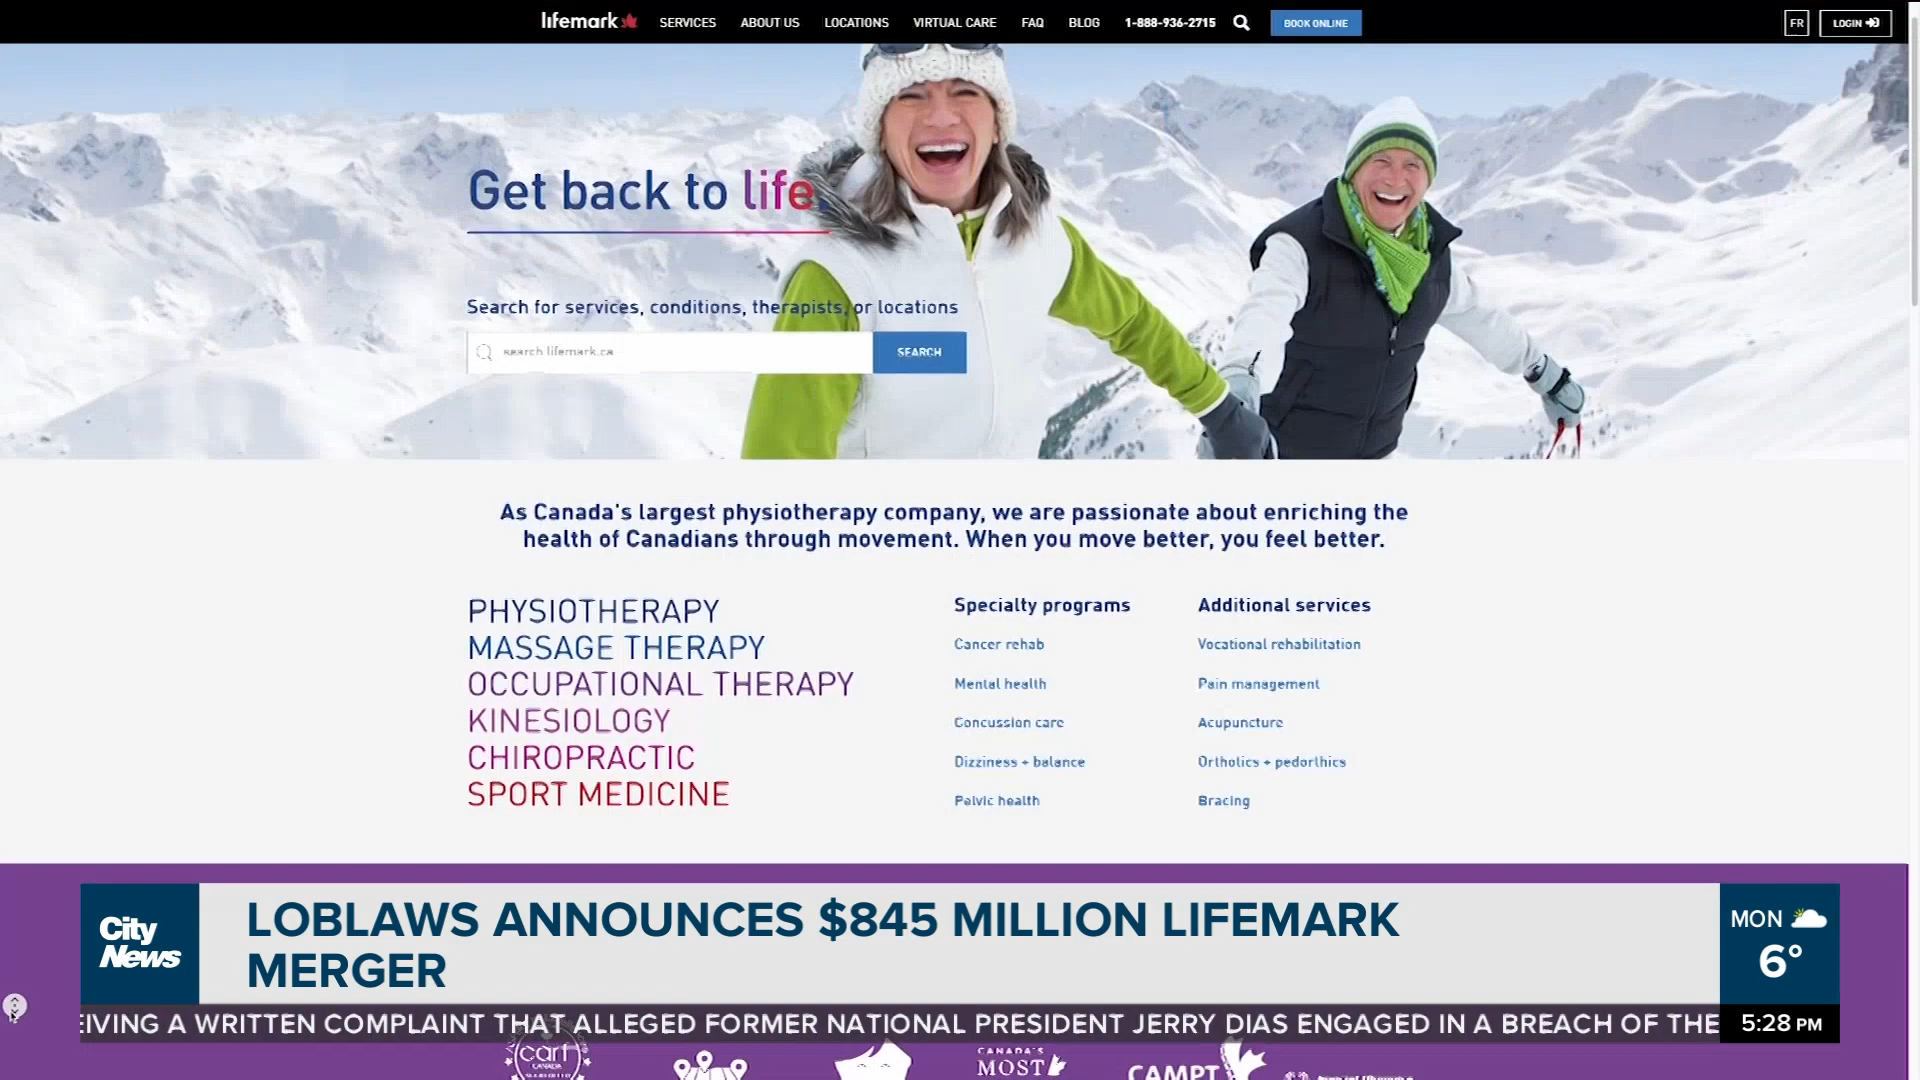 lifemark SERVICES ABOUT US LOCATIONS VIRTUAL CARE FAQ BLOG 1-888-936-2715 BOOK ONLINE FR LOGIN
Get back to life.
Search for services, conditions, therapists, or locations
search lifemark.ca SEARCH
As Canada's largest physiotherapy company, we are passionate about enriching the
health of Canadians through movement. When you move better, you feel better.
PHYSIOTHERAPY
MASSAGE THERAPY
OCCUPATIONAL THERAPY
KINESIOLOGY
CHIROPRACTIC
SPORT MEDICINE
Specialty programs
Cancer rehab
Mental health
Concussion care
Dizziness + balance
Pelvic health
Additional services
Vocational rehabilitation
Pain management
Acupuncture
Orthotics + pedorthics
Bracing
City
News
LOBLAWS ANNOUNCES $845 MILLION LIFEMARK
MERGER
MON
6°
EIVING A WRITTEN COMPLAINT THAT ALLEGED FORMER NATIONAL PRESIDENT JERRY DIAS ENGAGED IN A BREACH OF THE
5:28 PM
carf
CANADA
CANADA'S
MOST
CAMPT